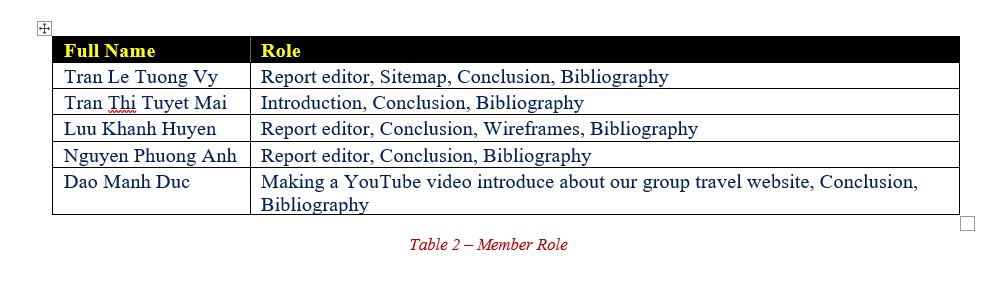 Full Name Role
Tran Le Tuong Vy Report editor, Sitemap, Conclusion, Bibliography
Tran Thi Tuyet Mai Introduction, Conclusion, Bibliography
Luu Khanh Huyen Report editor, Conclusion, Wireframes, Bibliography
Nguyen Phuong Anh Report editor, Conclusion, Bibliography
Dao Manh Duc Making a YouTube video introduce about our group travel website, Conclusion,
Bibliography
Table 2 – Member Role